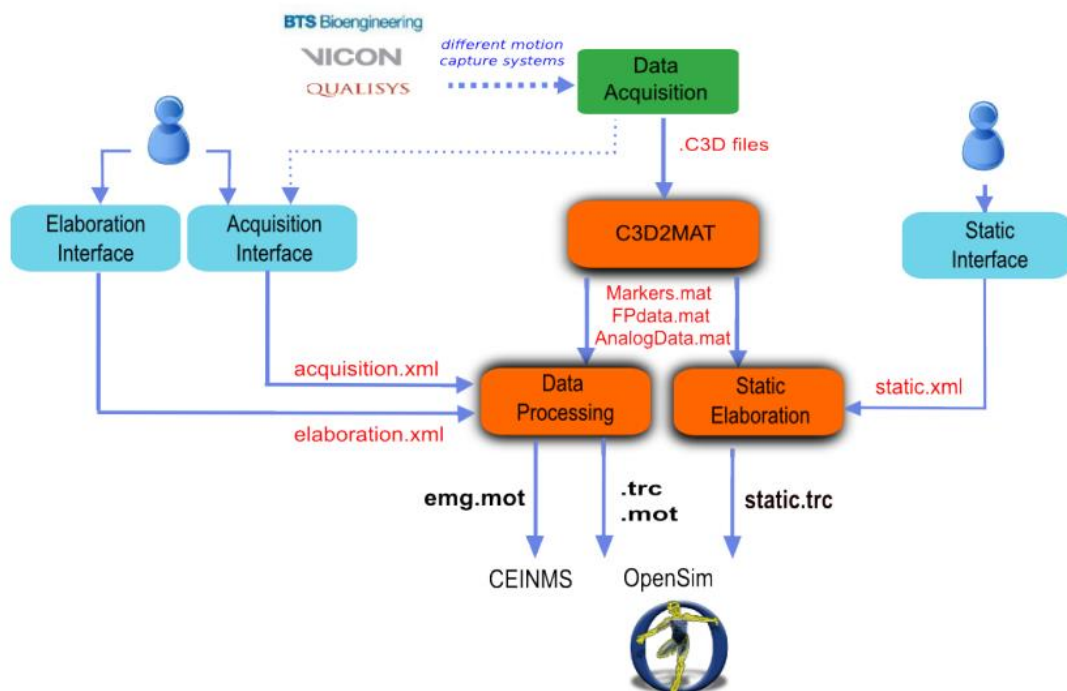 BTS Bioengineering
VICON
QUALISYS
different motion
capture systems
Data
Acquisition
.C3D files
Elaboration
Interface
Acquisition
Interface
C3D2MAT
Static
Interface
Markers.mat
FPdata.mat
AnalogData.mat
acquisition.xml
elaboration.xml
Data
Processing
Static
Elaboration
static.xml
emg.mot
.trc
.mot
static.trc
CEINMS
OpenSim